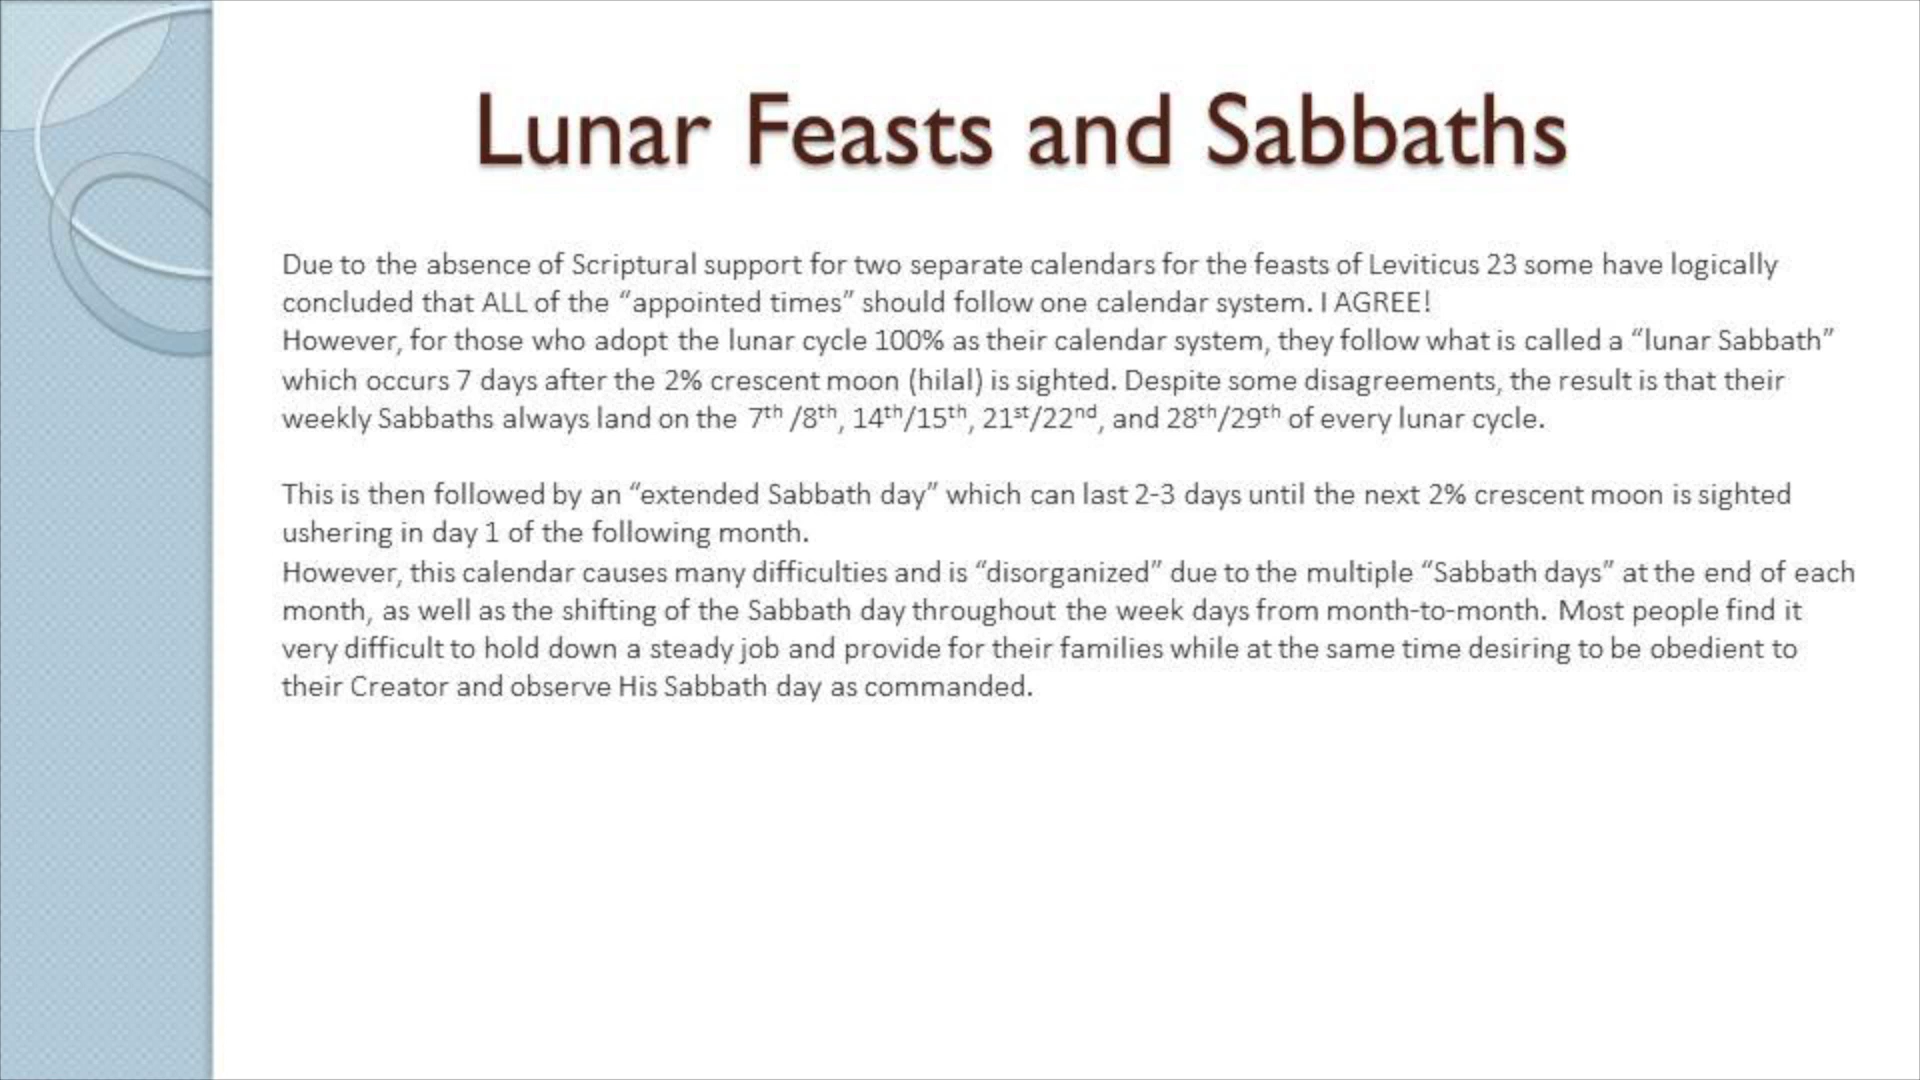 Lunar Feasts and Sabbaths
Due to the absence of Scriptural support for two separate calendars for the feasts of Leviticus 23 some have logically
concluded that ALL of the “appointed times” should follow one calendar system. I AGREE!
However, for those who adopt the lunar cycle 100% as their calendar system, they follow what is called a “lunar Sabbath”
which occurs 7 days after the 2% crescent moon (hilal) is sighted. Despite some disagreements, the result is that their
weekly Sabbaths always land on the 7th /8th, 14th/15th, 21st/22nd, and 28th/29th of every lunar cycle.
This is then followed by an “extended Sabbath day” which can last 2-3 days until the next 2% crescent moon is sighted
ushering in day 1 of the following month.
However, this calendar causes many difficulties and is “disorganized” due to the multiple “Sabbath days” at the end of each
month, as well as the shifting of the Sabbath day throughout the week days from month-to-month. Most people find it
very difficult to hold down a steady job and provide for their families while at the same time desiring to be obedient to
their Creator and observe His Sabbath day as commanded.